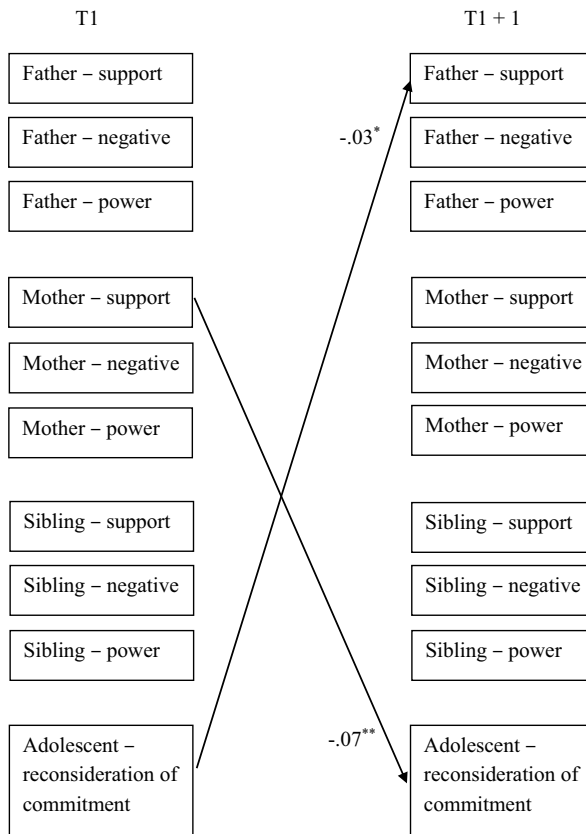 T1
T1 + 1
Father – support
Father – support
Father – negative
-.03*
Father – negative
Father – power
Father – power
Mother – support
Mother – support
Mother – negative
Mother – negative
Mother – power
Mother – power
Sibling – support
Sibling – support
Sibling – negative
Sibling – negative
Sibling – power
Sibling – power
-.07**
Adolescent –
reconsideration of
commitment
Adolescent –
reconsideration of
commitment